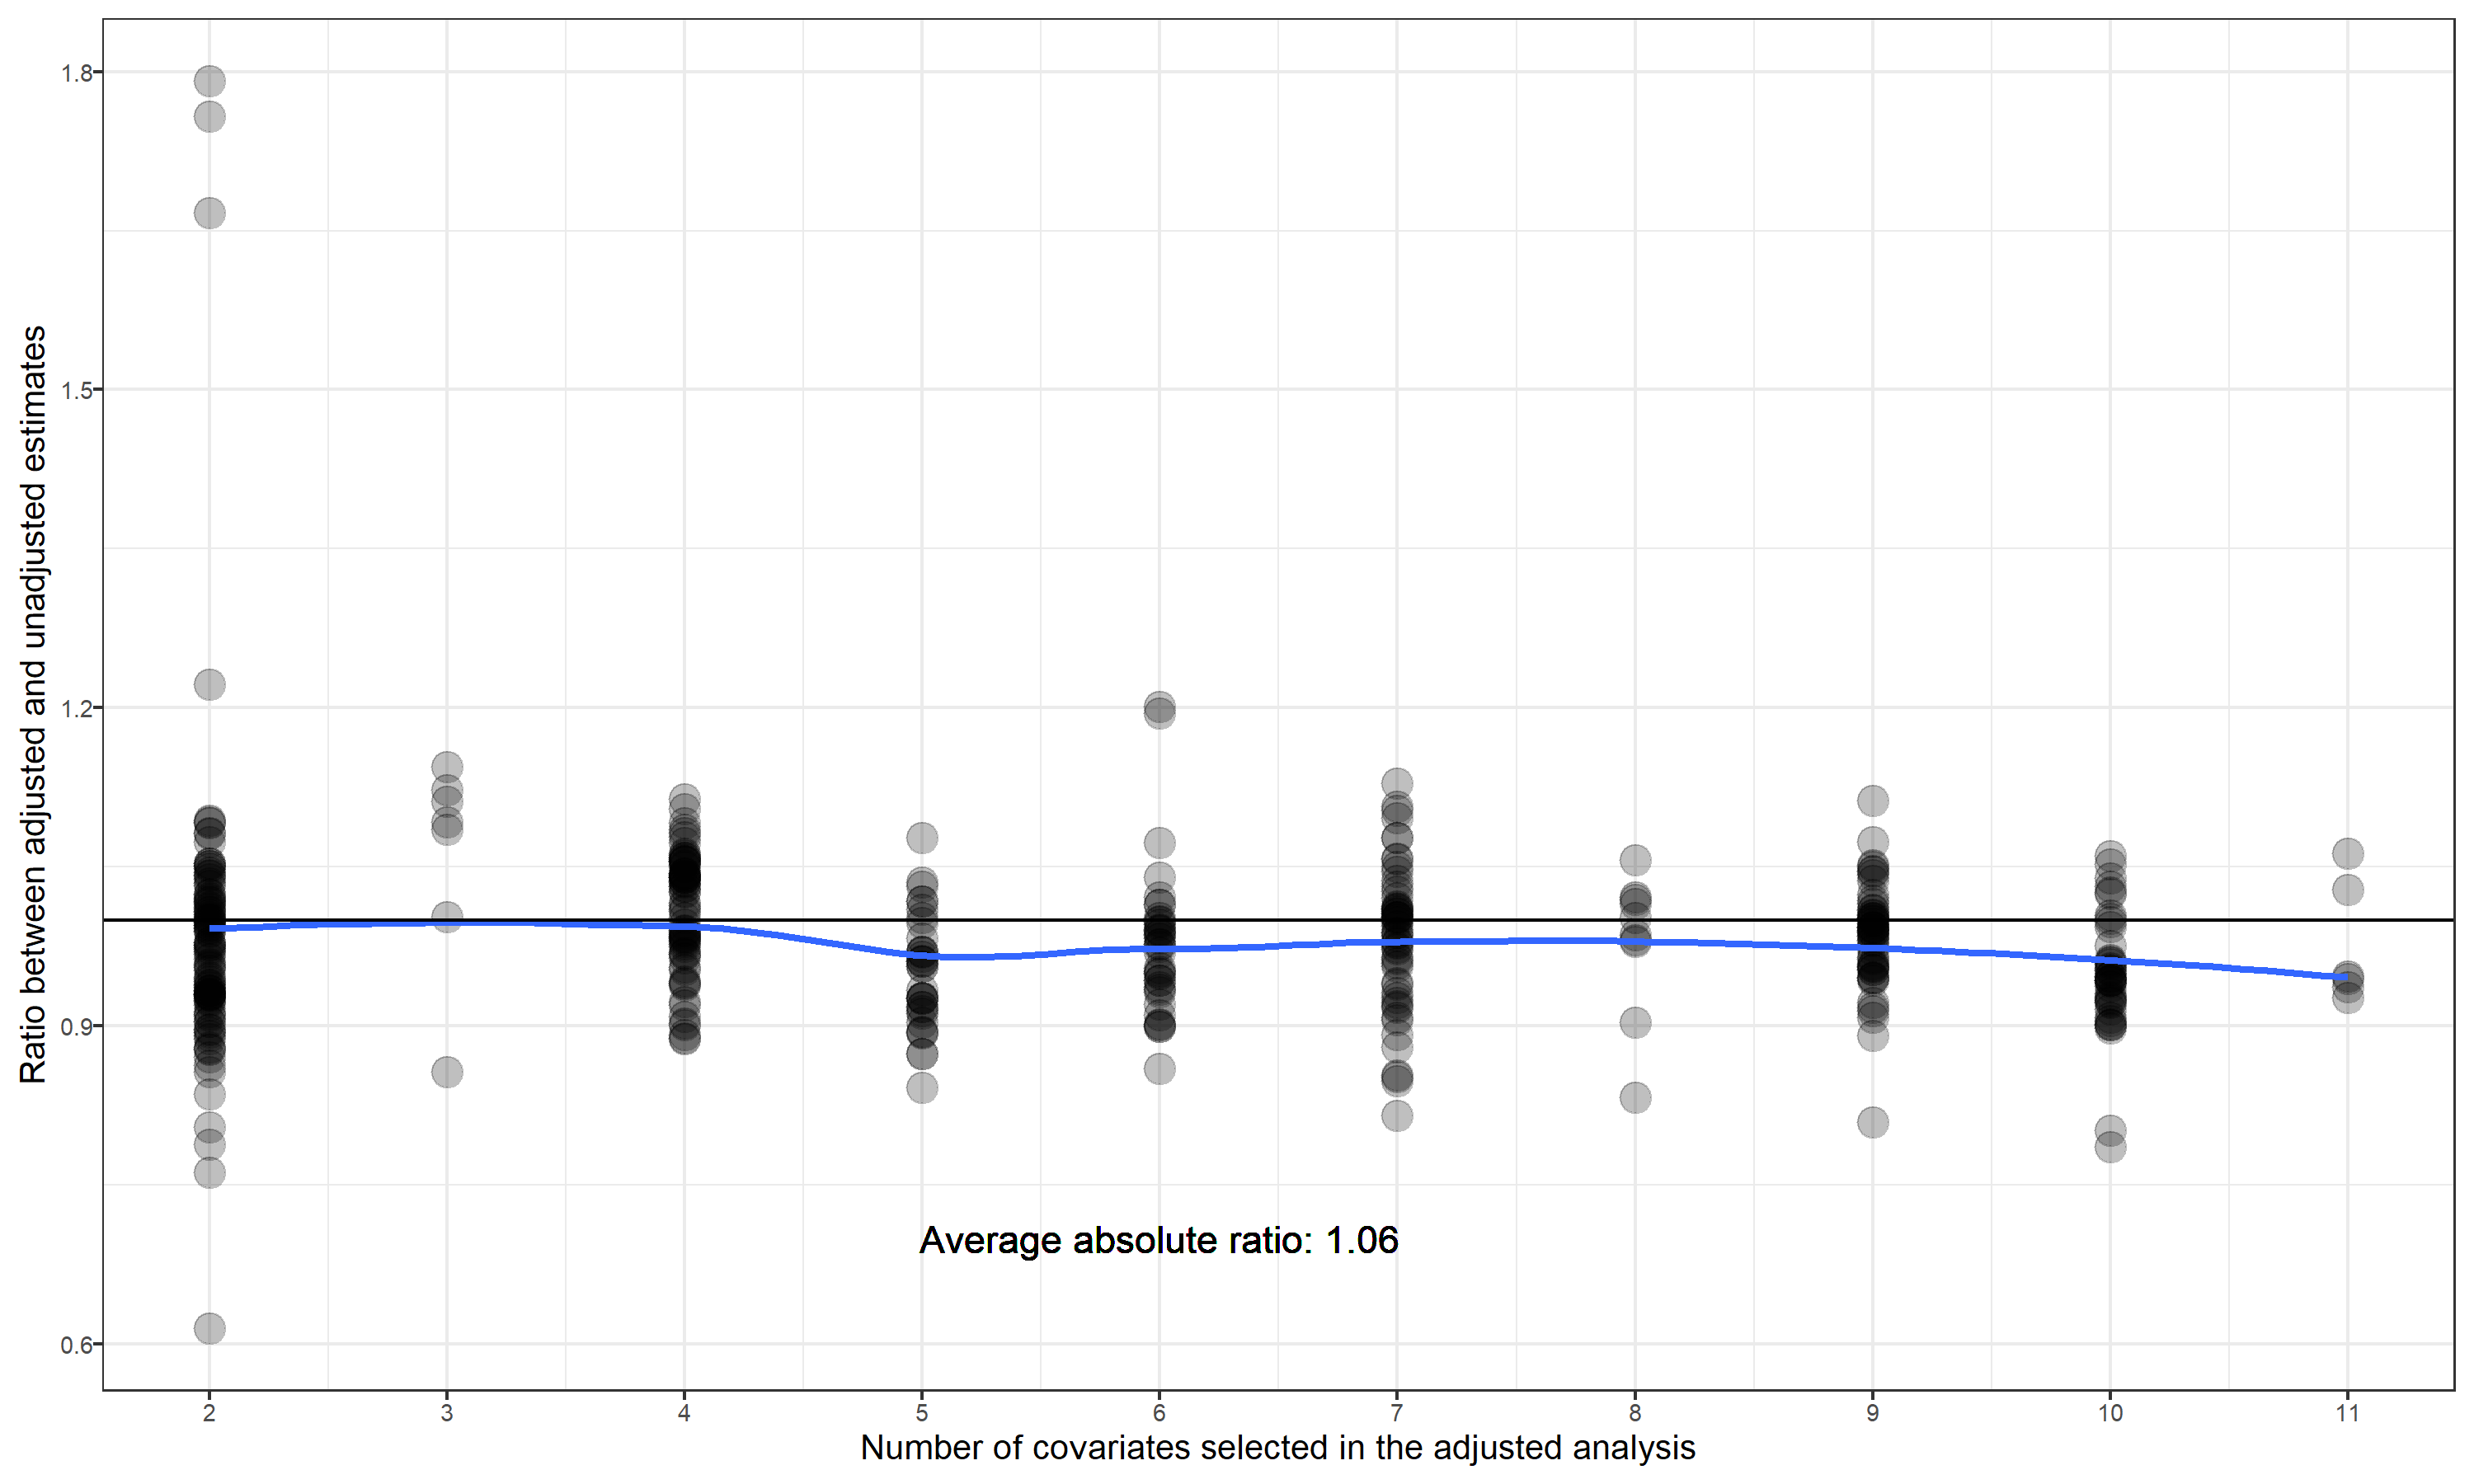 Ratio between adjusted and unadjusted estimates
1.8
1.5
1.2
0.9
0.6
Average absolute ratio: 1.06
2 3 4 5 6 7 8 9 10 11
Number of covariates selected in the adjusted analysis